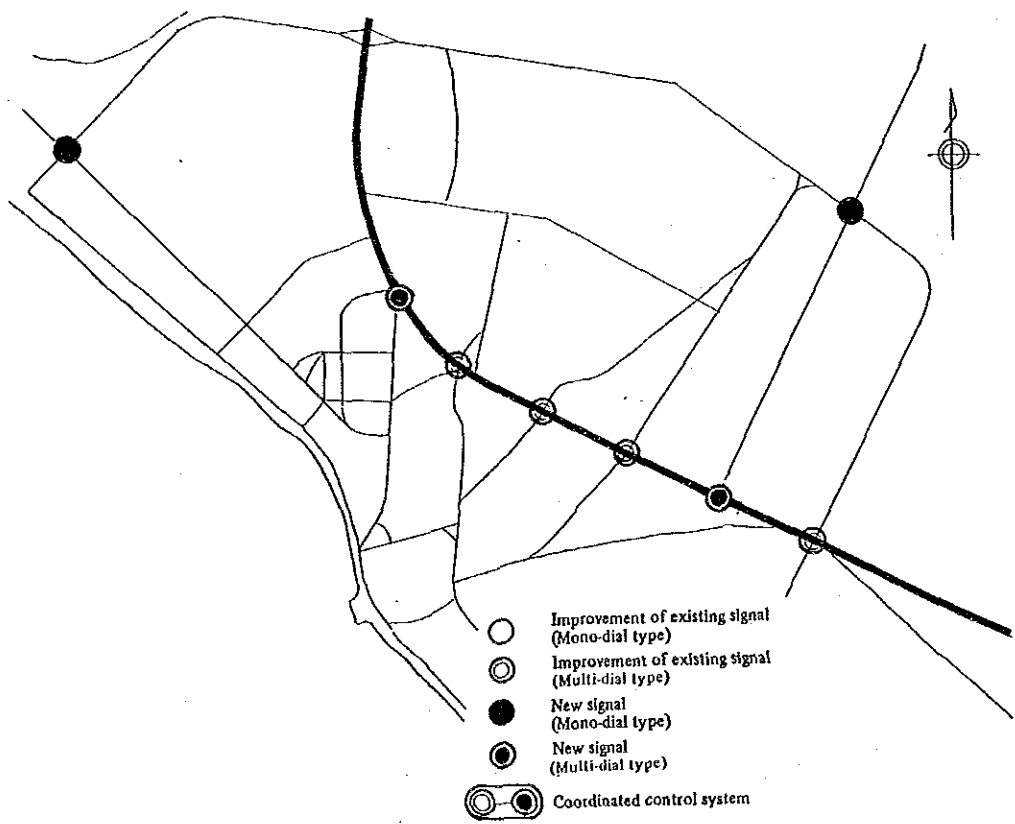 Improvement of existing signal
(Mono-dial type)
Improvement of existing signal
(Multi-dial type)
New signal
(Mono-dial type)
New signal
(Multi-dial type)
Coordinated control system